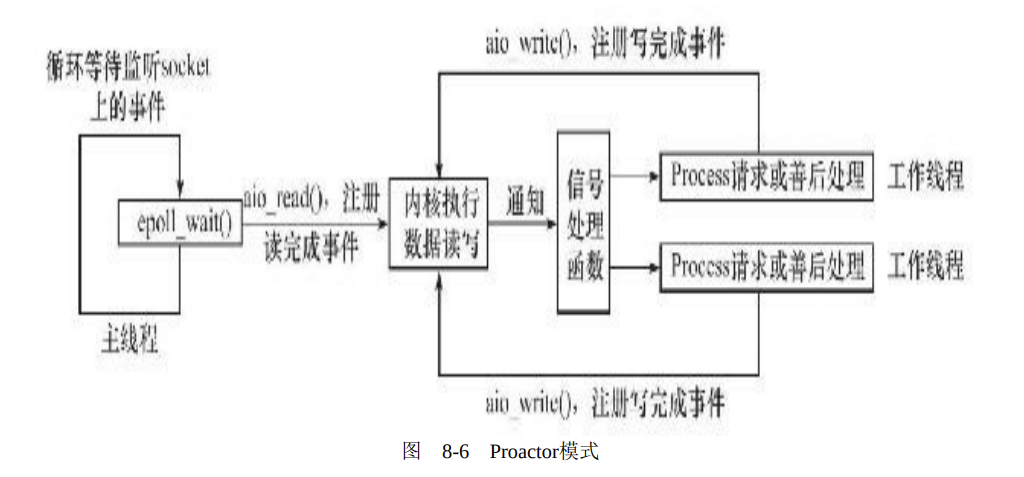 aio_write()，注册写完成事件
循环等待监听socket
上的事件
epoll_wait()
aio_read()，注册
读完成事件
内核执行
数据读写
通知
信号
处理
函数
Process请求或善后处理
工作线程
Process请求或善后处理
工作线程
主线程
aio_write()，注册写完成事件
图 8-6 Proactor模式